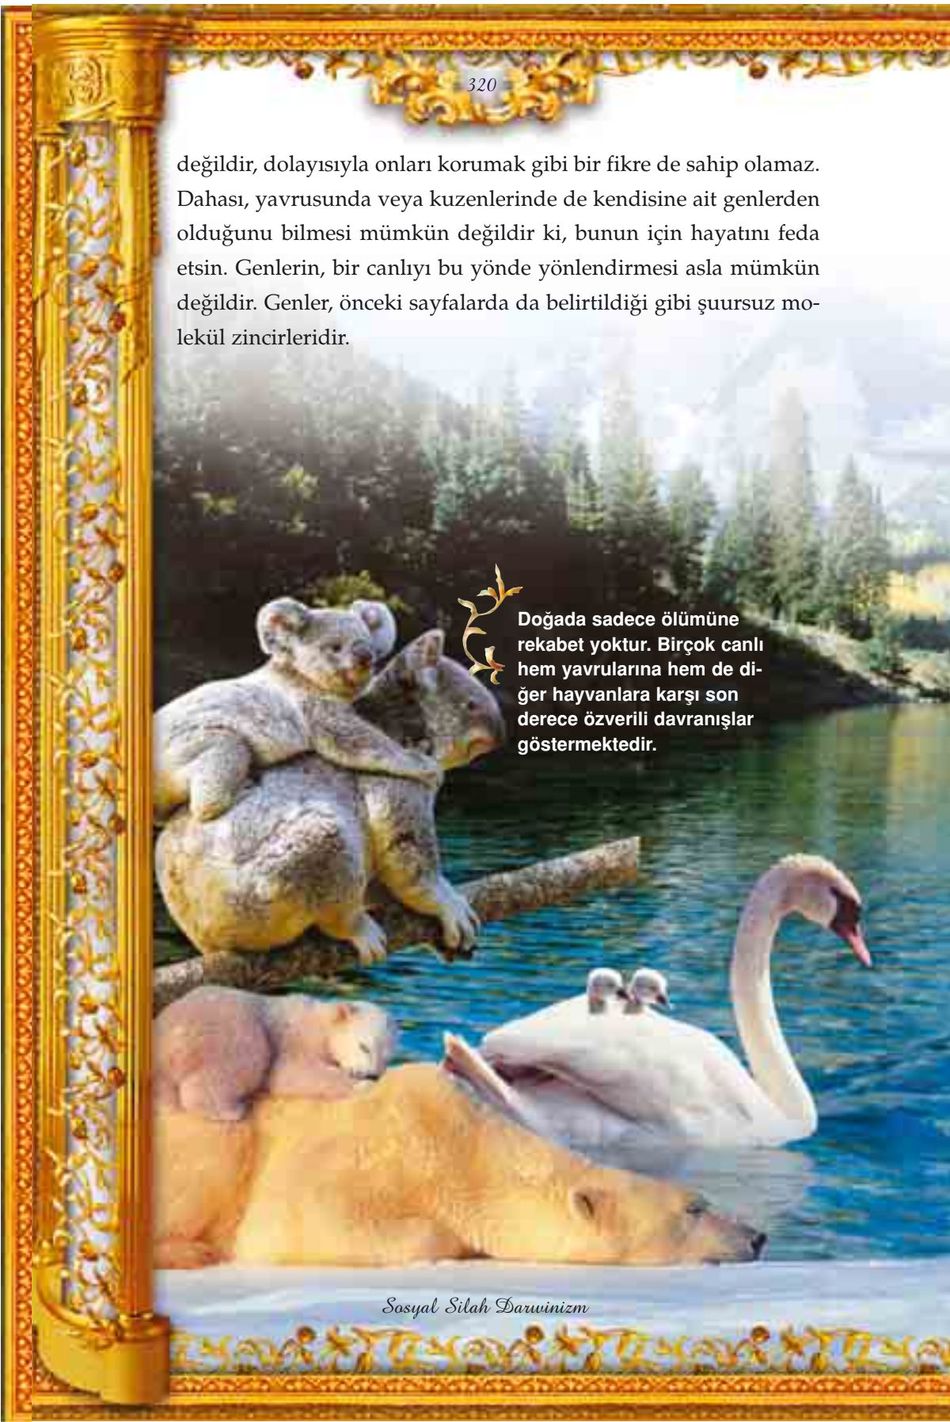 320
değildir, dolayısıyla onları korumak gibi bir fikre de sahip olamaz.
Dahası, yavrusunda veya kuzenlerinde de kendisine ait genlerden
olduğunu bilmesi mümkün değildir ki, bunun için hayatını feda
etsin. Genlerin, bir canlıyı bu yönde yönlendirmesi asla mümkün
değildir. Genler, önceki sayfalarda da belirtildiği gibi şuursuz mo-
lekül zincirleridir.
Doğada sadece ölümüne
rekabet yoktur. Birçok canlı
hem yavrularına hem de di-
ğer hayvanlara karşı son
derece özverili davranışlar
göstermektedir.
Sosyal Silah Darwinizm